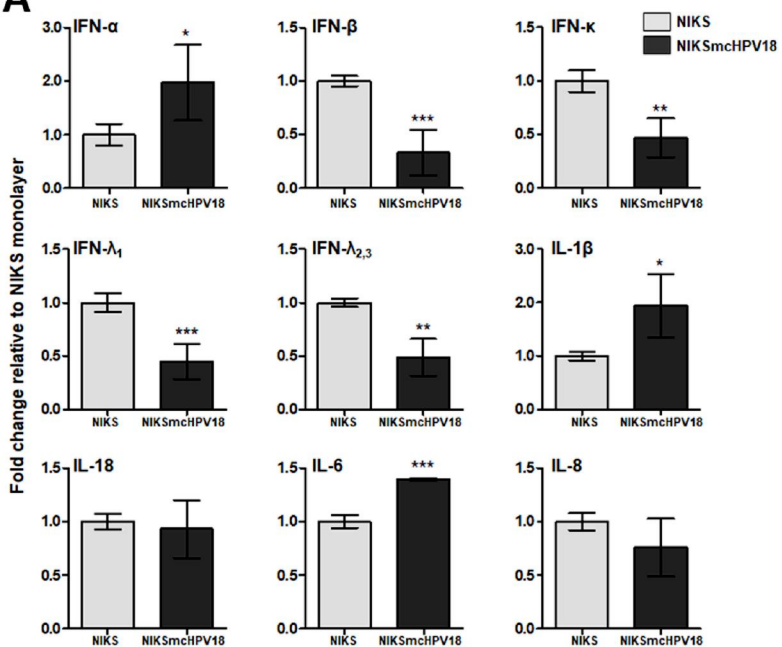 A
NIKS
NIKSmcHPV18
Fold change relative to NIKS monolayer
IFN-α
3.0
2.0
1.0
0.0
*
NIKS NIKSmcHPV18
IFN-β
1.5
1.0
0.5
0.0
***
NIKS NIKSmcHPV18
IFN-κ
1.5
1.0
0.5
0.0
**
NIKS NIKSmcHPV18
IFN-λ1
1.5
1.0
0.5
0.0
***
NIKS NIKSmcHPV18
IFN-λ2,3
1.5
1.0
0.5
0.0
**
NIKS NIKSmcHPV18
IL-1β
3.0
2.0
1.0
0.0
*
NIKS NIKSmcHPV18
IL-18
1.5
1.0
0.5
0.0
NIKS NIKSmcHPV18
IL-6
1.5
1.0
0.5
0.0
***
NIKS NIKSmcHPV18
IL-8
1.5
1.0
0.5
0.0
NIKS NIKSmcHPV18